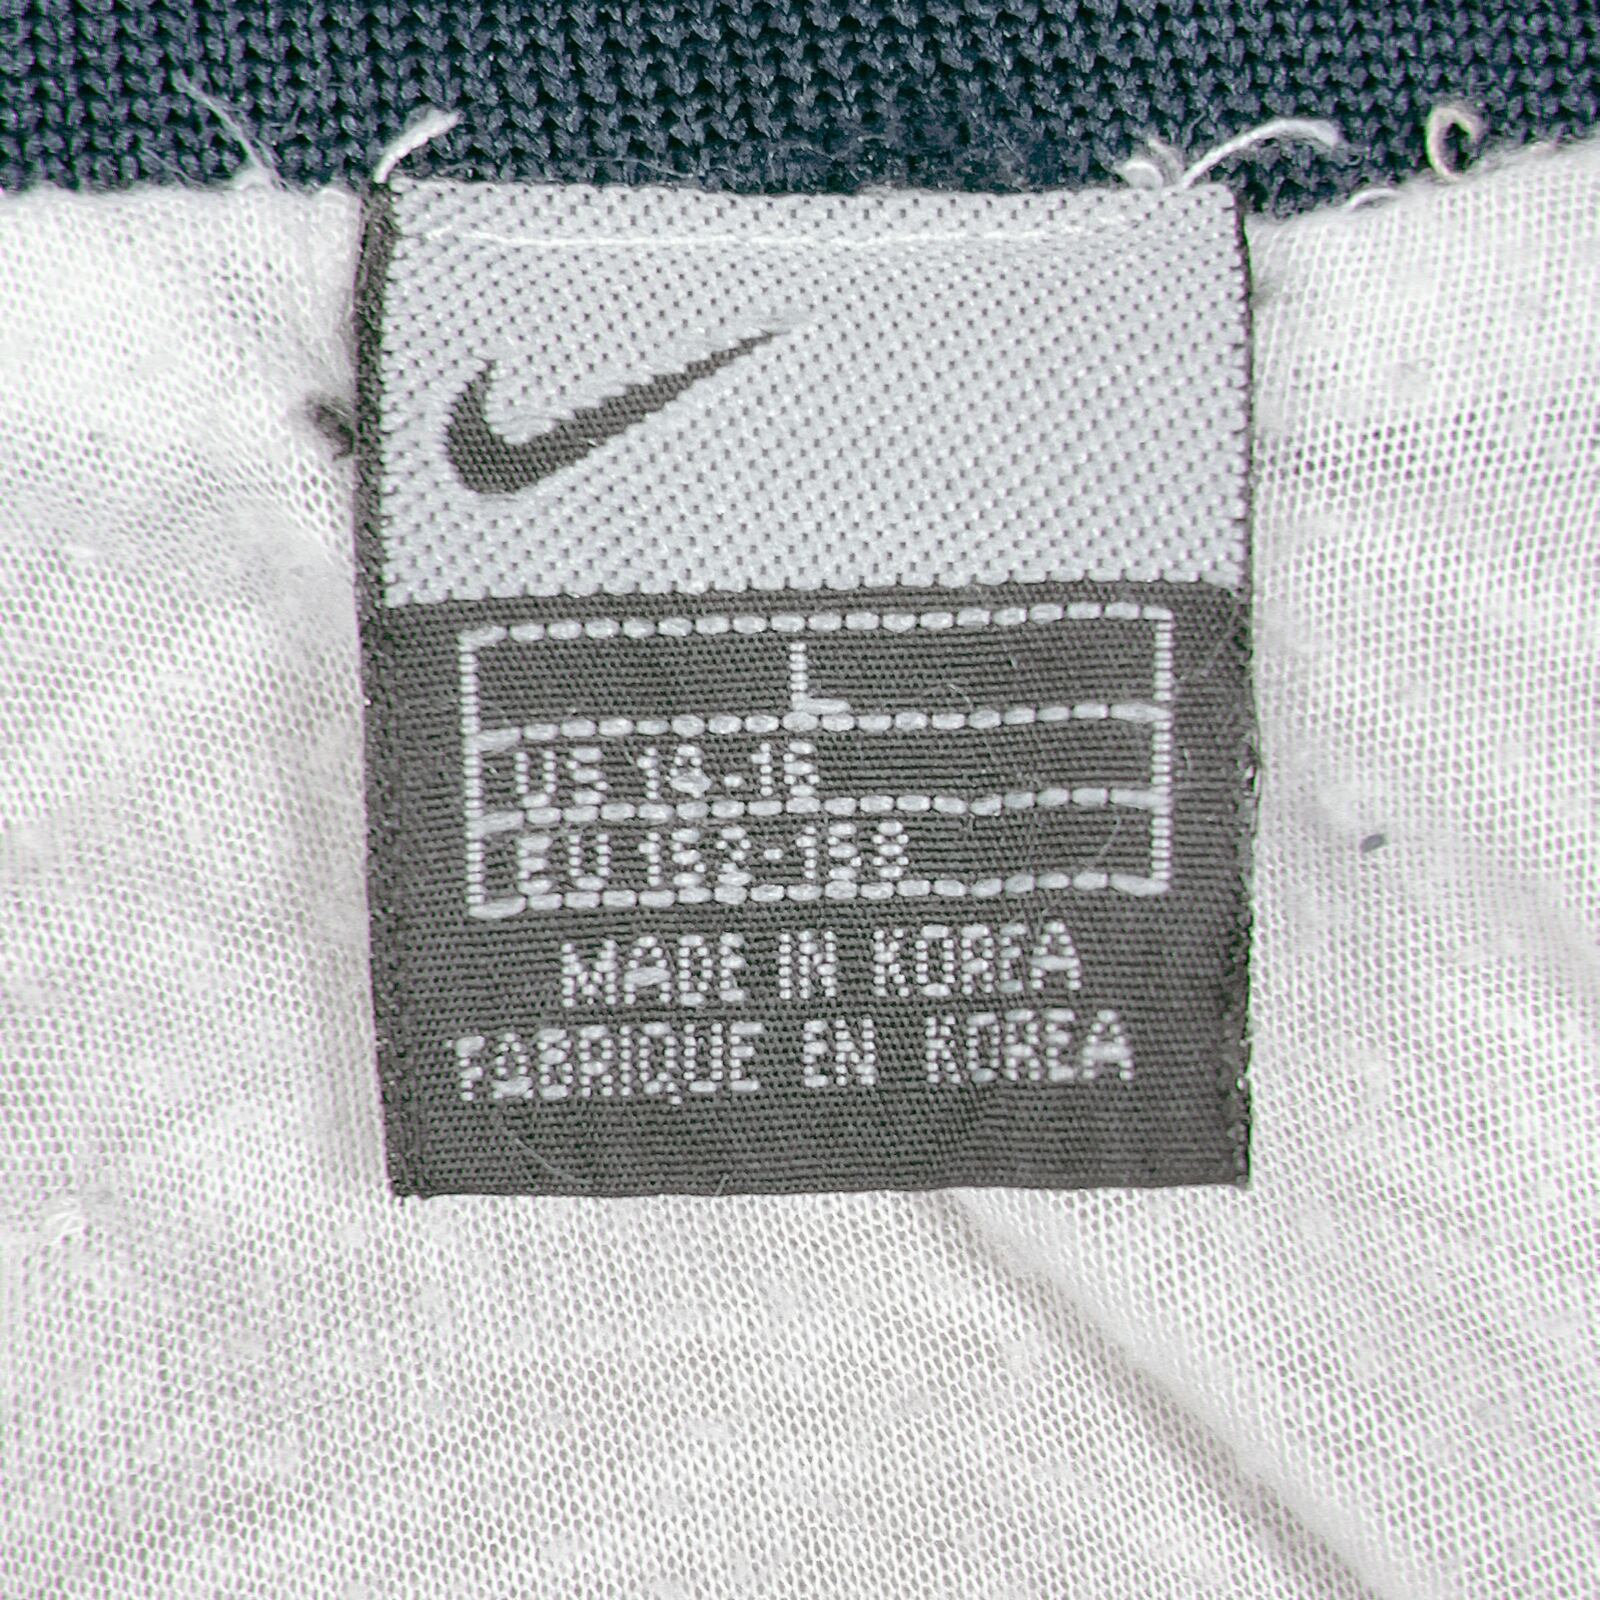 L
US 14-16
EU 152-158
MADE IN KOREA
FABRIQUE EN KOREA